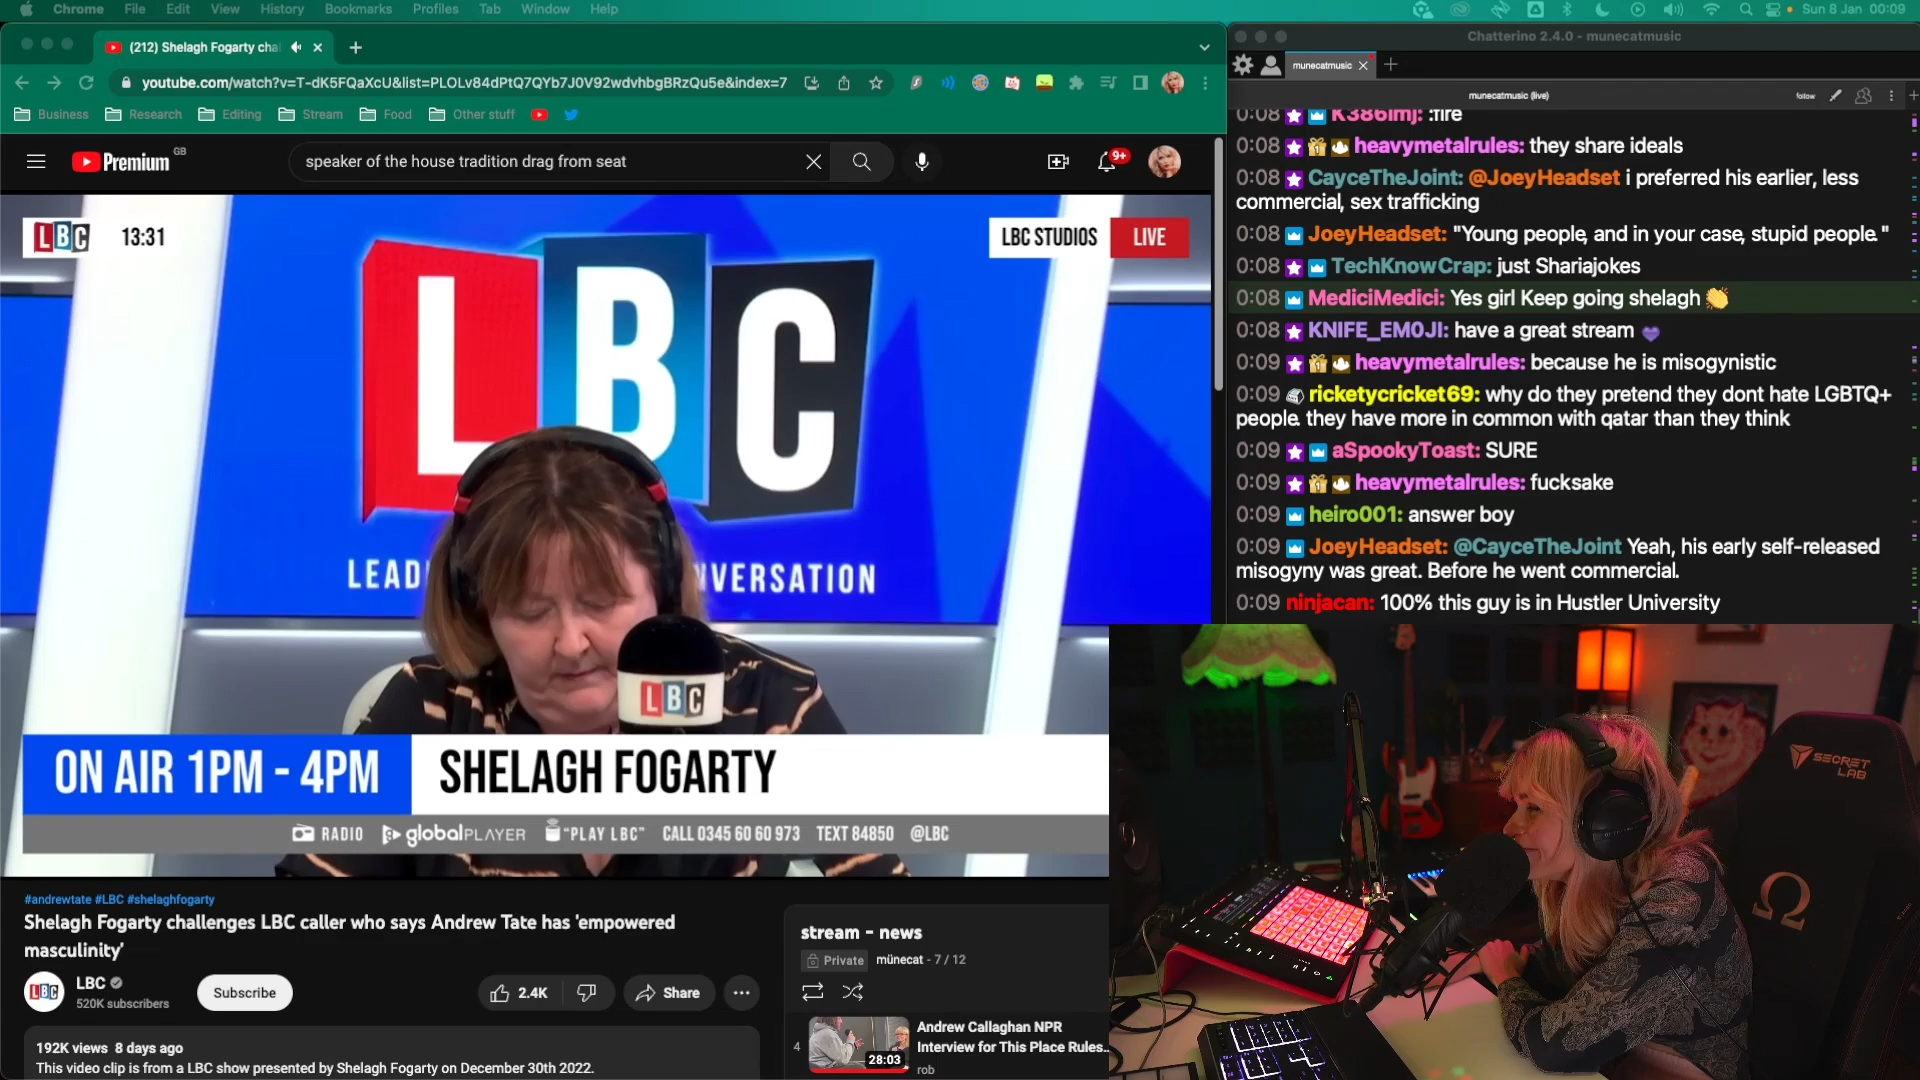 Chrome File Edit View History Bookmarks Profiles Tab Window Help
Sun 8 Jan 00:09
(212) Shelagh Fogarty cha
youtube.com/watch?v=T-dK5FQaXcU&list=PLOLv84dPtQ7QYb7J0V92wdvhbgBRzQu5e&index=7
Business Research Editing Stream Food Other stuff
Premium GB
speaker of the house tradition drag from seat
9+
LBC 13:31
LBC STUDIOS LIVE
LBC
LEAD
NVERSATION
LBC
ON AIR 1PM - 4PM SHELAGH FOGARTY
RADIO globalPLAYER "PLAY LBC" CALL 0345 60 60 973 TEXT 84850 @LBC
#andrewtate #LBC #shelaghfogarty
Shelagh Fogarty challenges LBC caller who says Andrew Tate has 'empowered
masculinity'
LBC
520K subscribers
Subscribe
2.4K
Share
192K views 8 days ago
This video clip is from a LBC show presented by Shelagh Fogarty on December 30th 2022.
stream - news
Private münecat - 7 / 12
4
28:03
Andrew Callaghan NPR
Interview for This Place Rules...
rob
Chatterino 2.4.0 - munecatmusic
munecatmusic
munecatmusic (live)
follow
0:08 K386lmj: :fire
0:08 heavymetalrules: they share ideals
0:08 CayceTheJoint: @JoeyHeadset i preferred his earlier, less
commercial, sex trafficking
0:08 JoeyHeadset: "Young people, and in your case, stupid people."
0:08 TechKnowCrap: just Shariajokes
0:08 MediciMedici: Yes girl Keep going shelagh 👏
0:08 KNIFE_EM0JI: have a great stream 💜
0:09 heavymetalrules: because he is misogynistic
0:09 ricketycricket69: why do they pretend they dont hate LGBTQ+
people. they have more in common with qatar than they think
0:09 aSpookyToast: SURE
0:09 heavymetalrules: fucksake
0:09 heiro001: answer boy
0:09 JoeyHeadset: @CayceTheJoint Yeah, his early self-released
misogyny was great. Before he went commercial.
0:09 ninjacan: 100% this guy is in Hustler University
SECRET
LAB